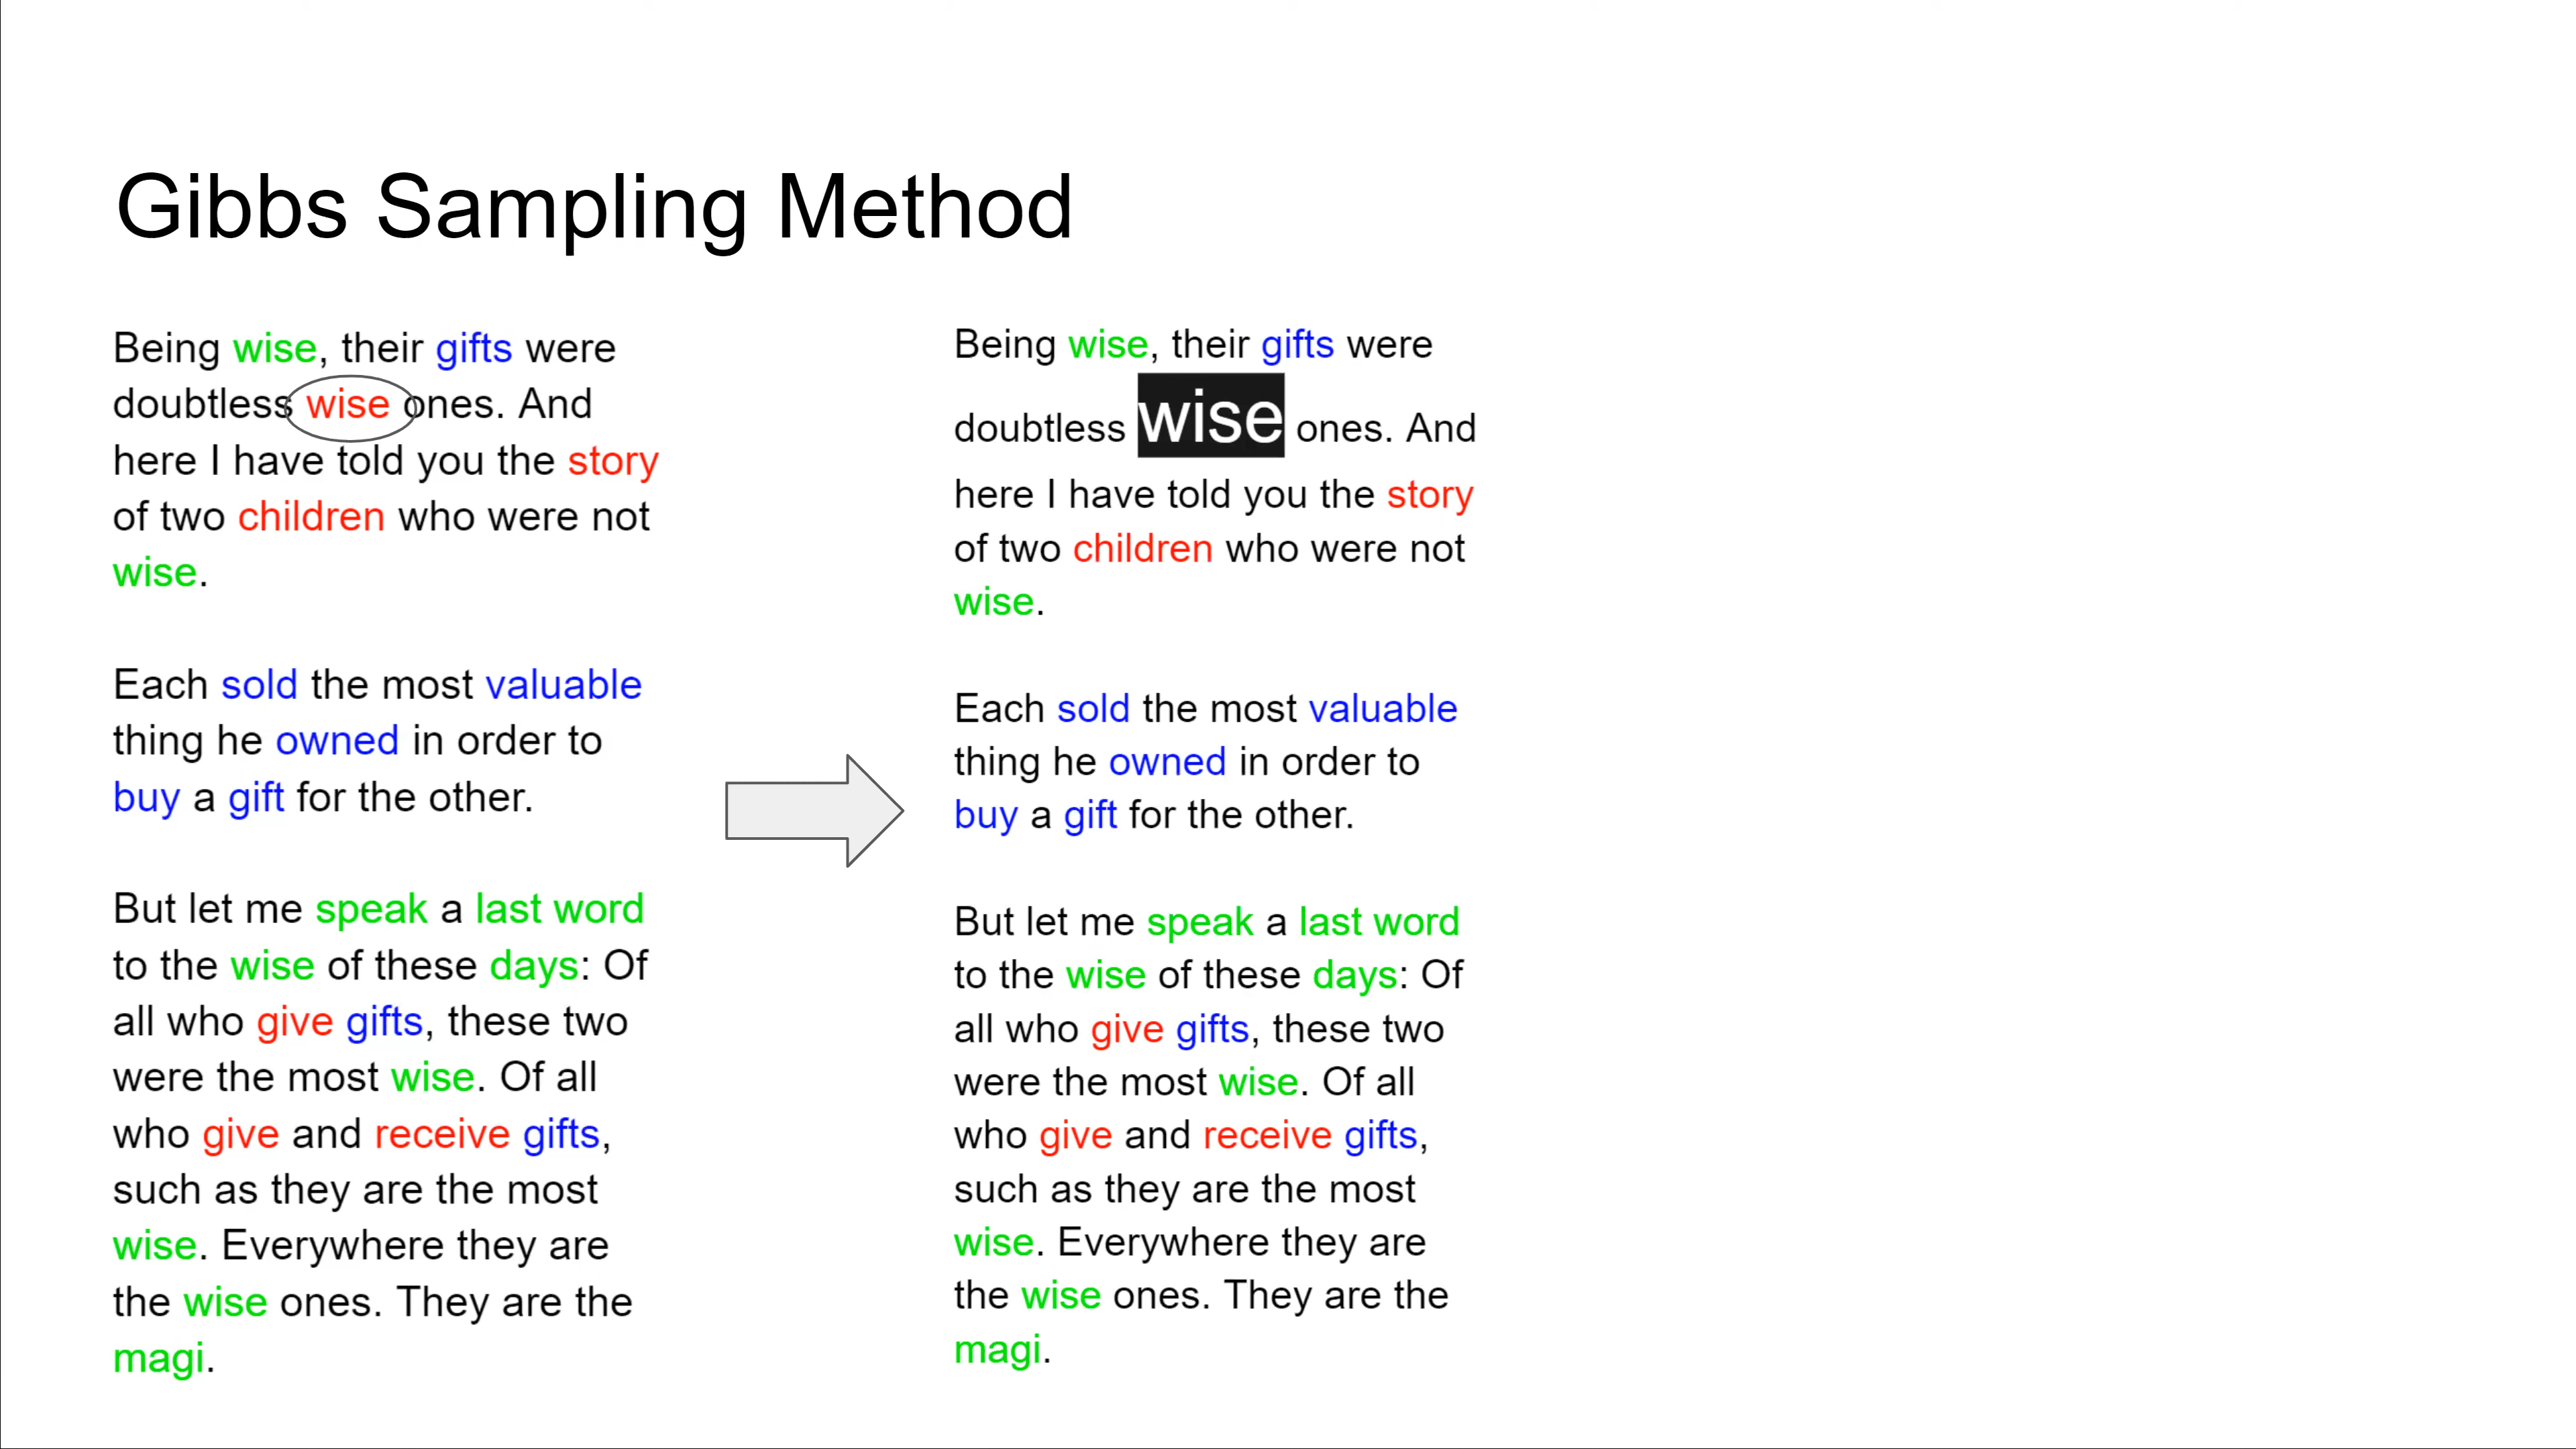 Gibbs Sampling Method
Being wise, their gifts were
doubtless wise ones. And
here I have told you the story
of two children who were not
wise.
Each sold the most valuable
thing he owned in order to
buy a gift for the other.
But let me speak a last word
to the wise of these days: Of
all who give gifts, these two
were the most wise. Of all
who give and receive gifts,
such as they are the most
wise. Everywhere they are
the wise ones. They are the
magi.
Being wise, their gifts were
doubtless wise ones. And
here I have told you the story
of two children who were not
wise.
Each sold the most valuable
thing he owned in order to
buy a gift for the other.
But let me speak a last word
to the wise of these days: Of
all who give gifts, these two
were the most wise. Of all
who give and receive gifts,
such as they are the most
wise. Everywhere they are
the wise ones. They are the
magi.